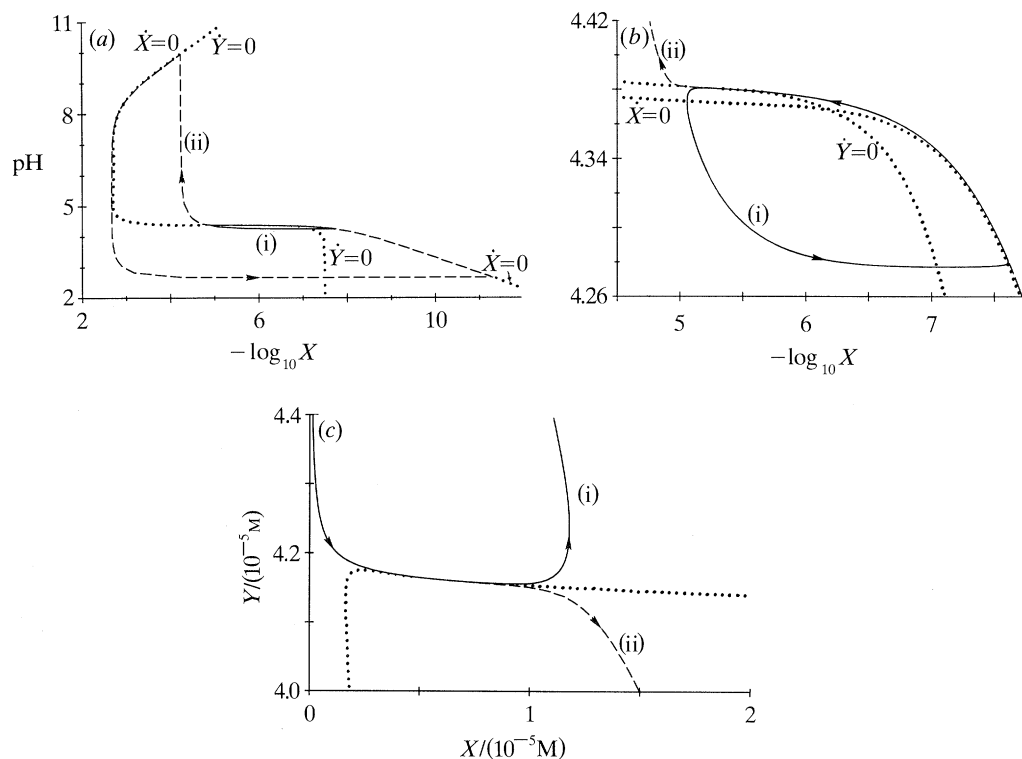 11
(a)
Ẋ=0
Ẏ=0
8
(ii)
pH
5
(i)
Ẏ=0
Ẋ=0
2
2
6
10
−log₁₀ X
4.42
(b)
(ii)
Ẋ=0
Ẏ=0
4.34
(i)
4.26
5
6
7
−log₁₀ X
4.4
(c)
(i)
Y/(10⁻⁵M)
4.2
(ii)
4.0
0
1
2
X/(10⁻⁵M)